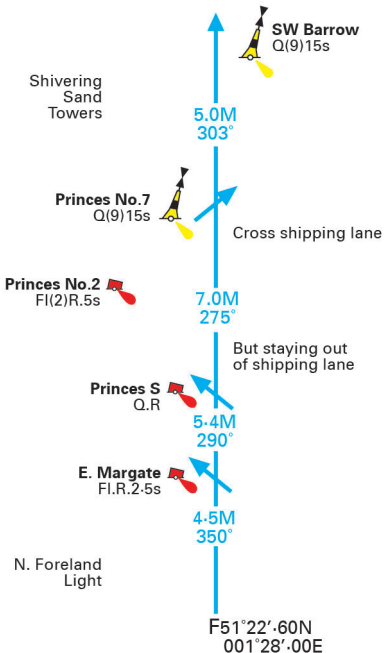 SW Barrow
Q(9)15s
Shivering
Sand
Towers
5.0M
303°
Princes No.7
Q(9)15s
Cross shipping lane
Princes No.2
Fl(2)R.5s
7.0M
275°
But staying out
of shipping lane
Princes S
Q.R
5·4M
290°
E. Margate
Fl.R.2·5s
4·5M
350°
N. Foreland
Light
F51°22'·60N
001°28'·00E